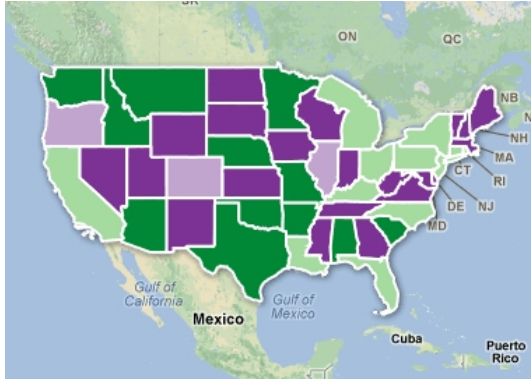 ON
QC
NB
NH
MA
CT
RI
NJ
DE
MD
Gulf of
California
Gulf of
Mexico
Mexico
Cuba
Puerto
Rico